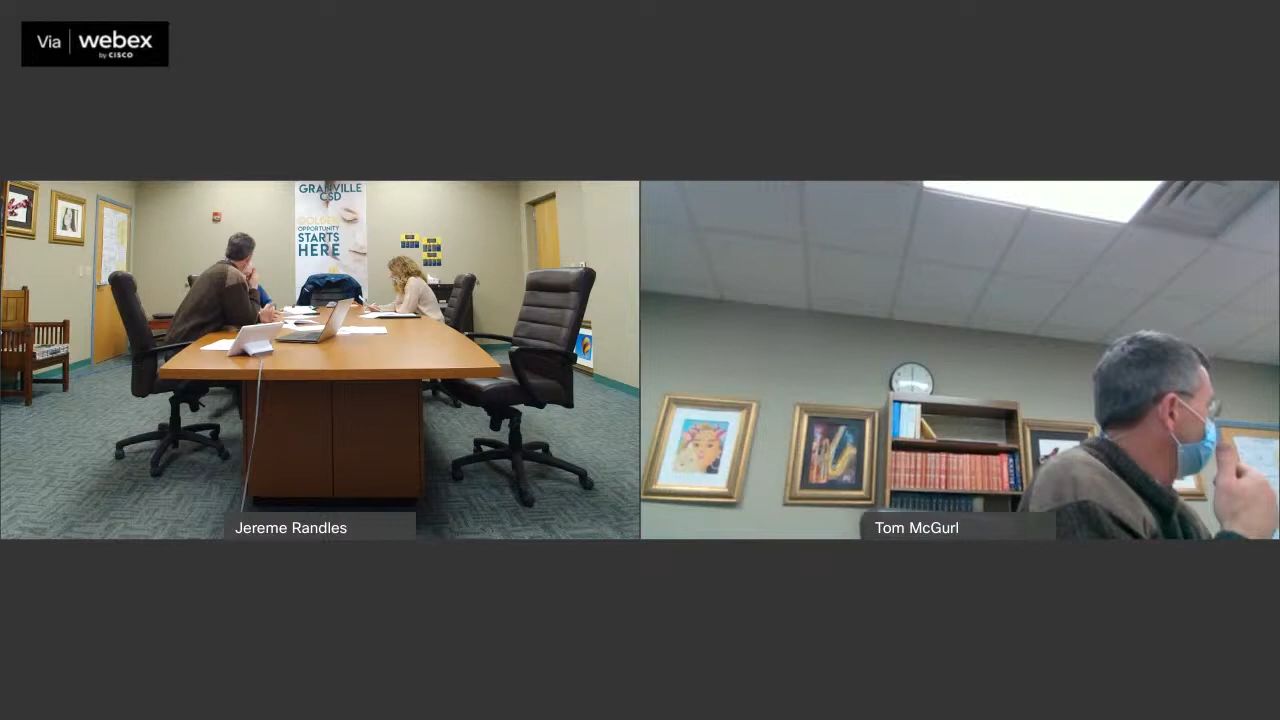 Via webex
by CISCO
GRANVILLE
CSD
GOLDEN
OPPORTUNITY
STARTS
HERE
Jereme Randles
Tom McGurl